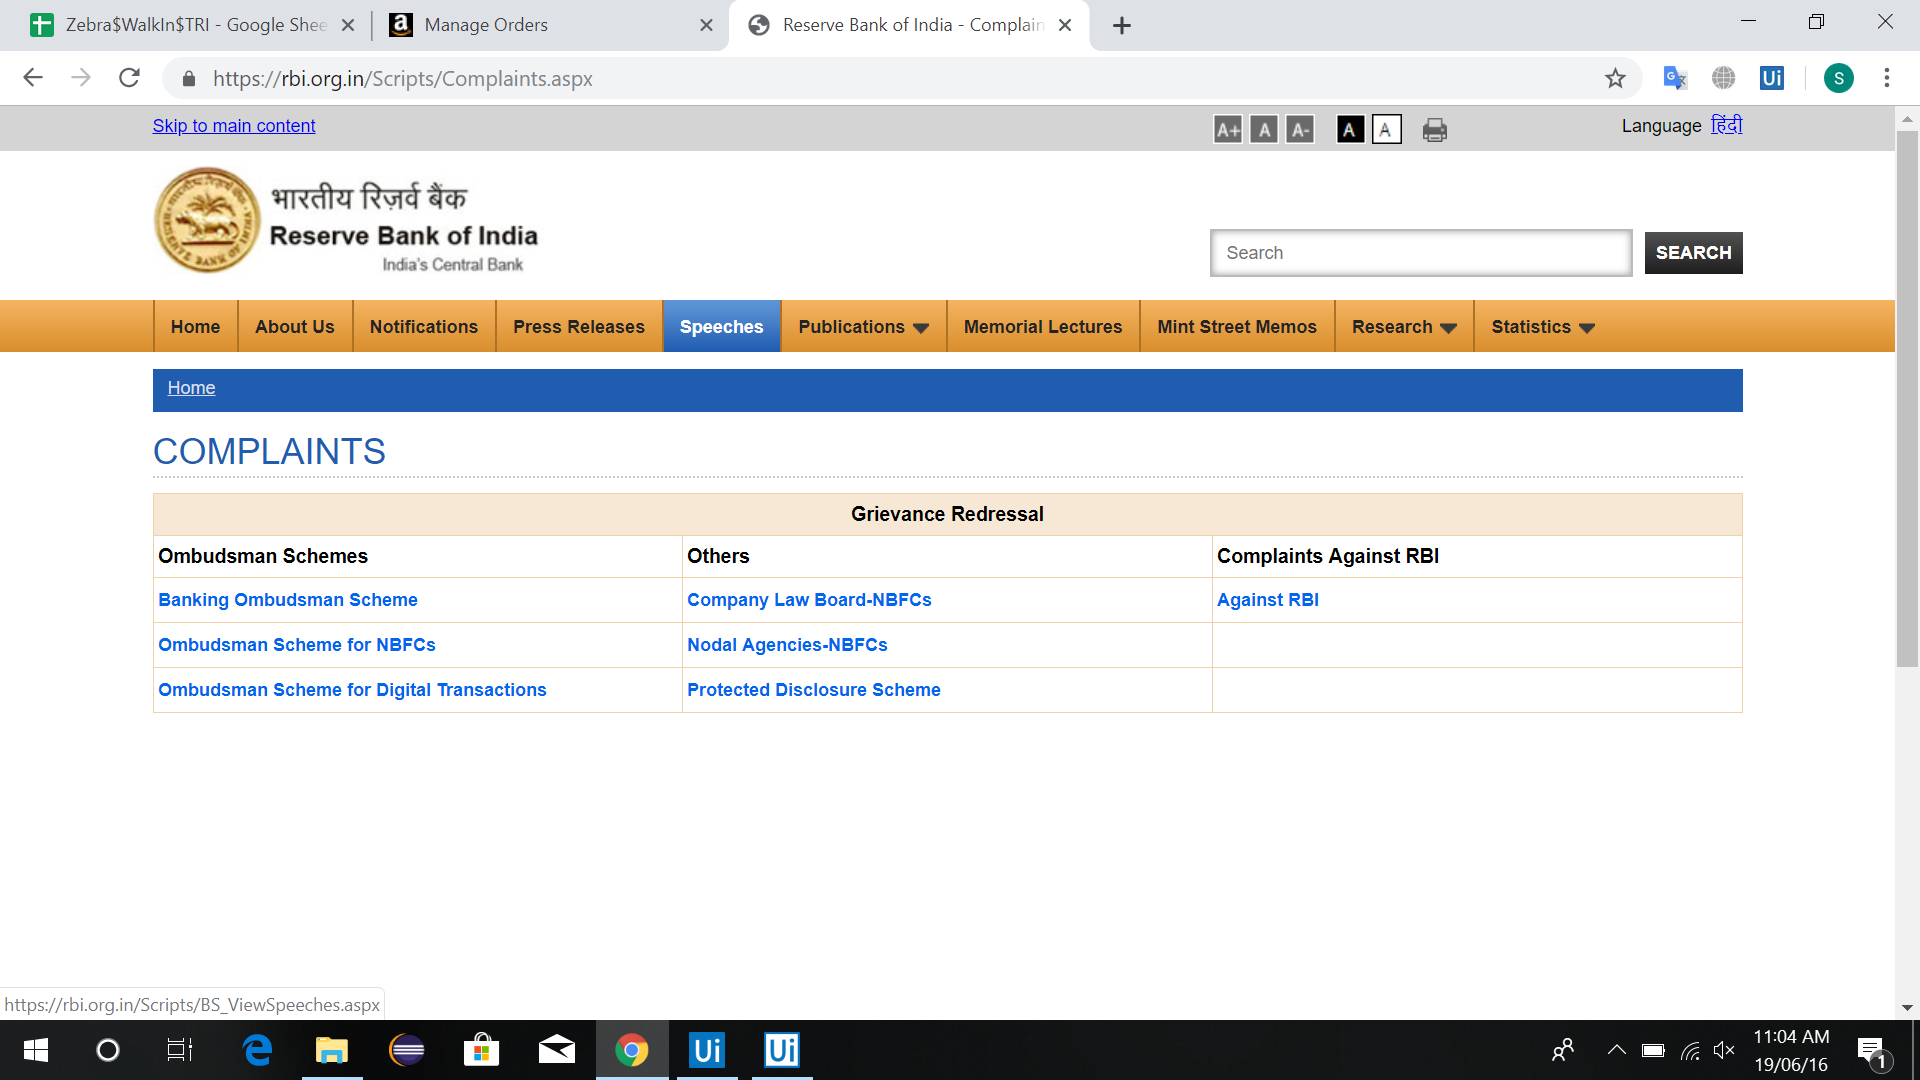 Zebra$WalkIn$TRI - Google Shee
Manage Orders
Reserve Bank of India - Complain
https://rbi.org.in/Scripts/Complaints.aspx
Ui
S
Skip to main content
A+ A A- A A
Language हिंदी
भारतीय रिज़र्व बैंक
Reserve Bank of India
India's Central Bank
Search
SEARCH
Home About Us Notifications Press Releases Speeches Publications Memorial Lectures Mint Street Memos Research Statistics
Home
COMPLAINTS
Grievance Redressal
Ombudsman Schemes Others Complaints Against RBI
Banking Ombudsman Scheme Company Law Board-NBFCs Against RBI
Ombudsman Scheme for NBFCs Nodal Agencies-NBFCs
Ombudsman Scheme for Digital Transactions Protected Disclosure Scheme
https://rbi.org.in/Scripts/BS_ViewSpeeches.aspx
Ui Ui
11:04 AM
19/06/16
1